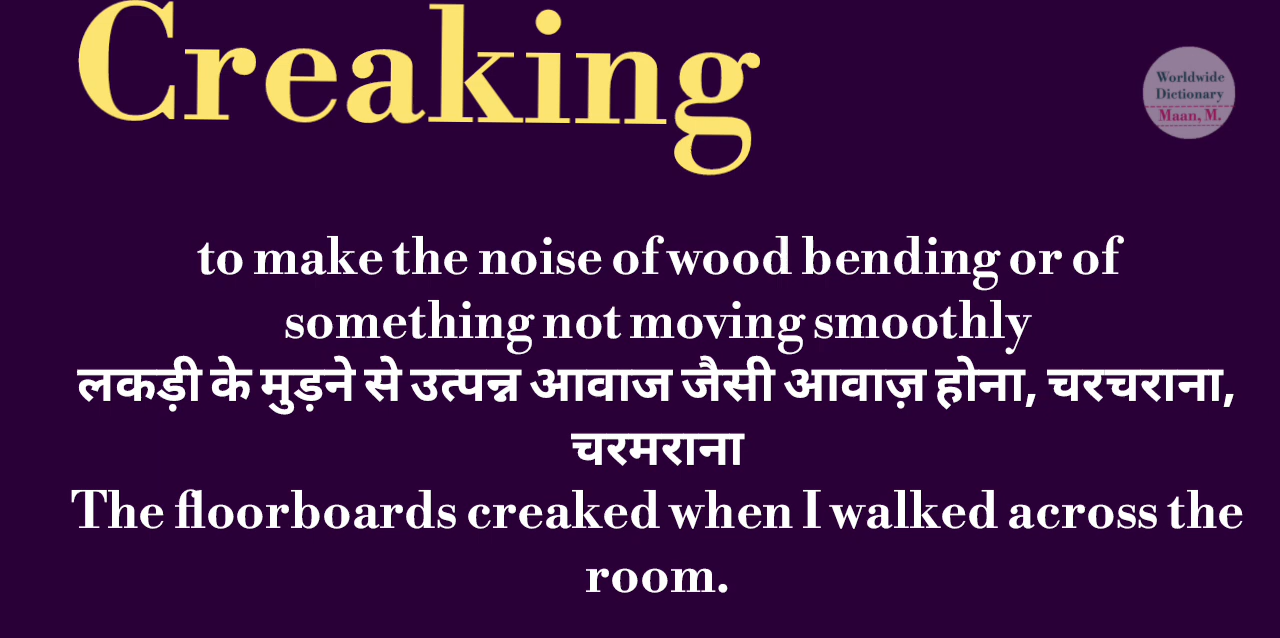 Creaking
Worldwide
Dictionary
Maan, M.
to make the noise of wood bending or of
something not moving smoothly
लकड़ी के मुड़ने से उत्पन्न आवाज जैसी आवाज़ होना, चरचराना,
चरमराना
The floorboards creaked when I walked across the
room.